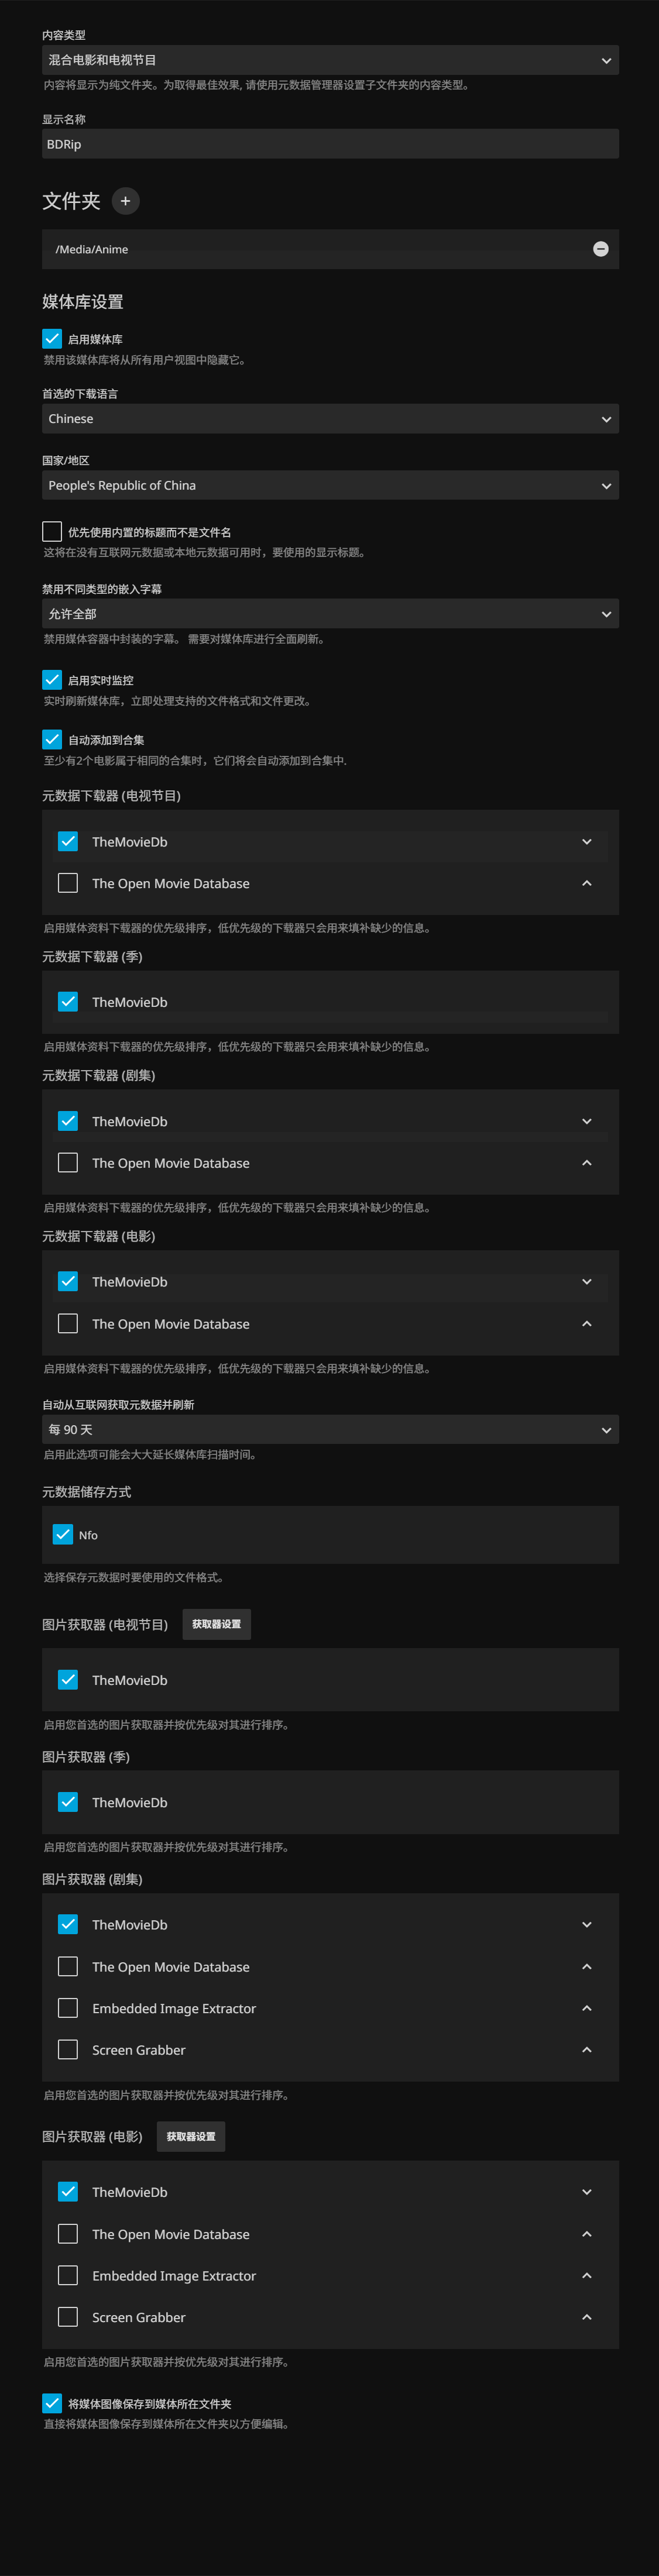 内容类型
混合电影和电视节目
内容将显示为纯文件夹。为取得最佳效果, 请使用元数据管理器设置子文件夹的内容类型。
显示名称
BDRip
文件夹
/Media/Anime
媒体库设置
启用媒体库
禁用该媒体库将从所有用户视图中隐藏它。
首选的下载语言
Chinese
国家/地区
People's Republic of China
优先使用内置的标题而不是文件名
这将在没有互联网元数据或本地元数据可用时，要使用的显示标题。
禁用不同类型的嵌入字幕
允许全部
禁用媒体容器中封装的字幕。 需要对媒体库进行全面刷新。
启用实时监控
实时刷新媒体库，立即处理支持的文件格式和文件更改。
自动添加到合集
至少有2个电影属于相同的合集时，它们将会自动添加到合集中.
元数据下载器 (电视节目)
TheMovieDb
The Open Movie Database
启用媒体资料下载器的优先级排序，低优先级的下载器只会用来填补缺少的信息。
元数据下载器 (季)
TheMovieDb
启用媒体资料下载器的优先级排序，低优先级的下载器只会用来填补缺少的信息。
元数据下载器 (剧集)
TheMovieDb
The Open Movie Database
启用媒体资料下载器的优先级排序，低优先级的下载器只会用来填补缺少的信息。
元数据下载器 (电影)
TheMovieDb
The Open Movie Database
启用媒体资料下载器的优先级排序，低优先级的下载器只会用来填补缺少的信息。
自动从互联网获取元数据并刷新
每 90 天
启用此选项可能会大大延长媒体库扫描时间。
元数据储存方式
Nfo
选择保存元数据时要使用的文件格式。
图片获取器 (电视节目) 获取器设置
TheMovieDb
启用您首选的图片获取器并按优先级对其进行排序。
图片获取器 (季)
TheMovieDb
启用您首选的图片获取器并按优先级对其进行排序。
图片获取器 (剧集)
TheMovieDb
The Open Movie Database
Embedded Image Extractor
Screen Grabber
启用您首选的图片获取器并按优先级对其进行排序。
图片获取器 (电影) 获取器设置
TheMovieDb
The Open Movie Database
Embedded Image Extractor
Screen Grabber
启用您首选的图片获取器并按优先级对其进行排序。
将媒体图像保存到媒体所在文件夹
直接将媒体图像保存到媒体所在文件夹以方便编辑。